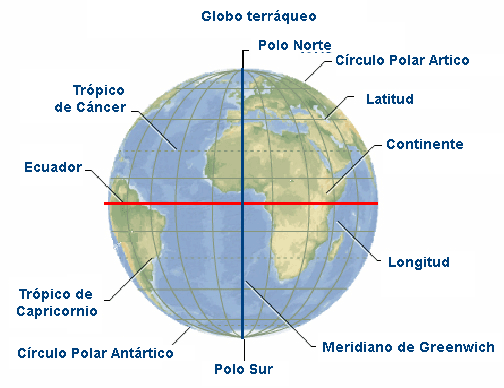 Globo terráqueo
Polo Norte
Círculo Polar Artico
Trópico
de Cáncer
Latitud
Continente
Ecuador
Longitud
Trópico de
Capricornio
Círculo Polar Antártico
Meridiano de Greenwich
Polo Sur